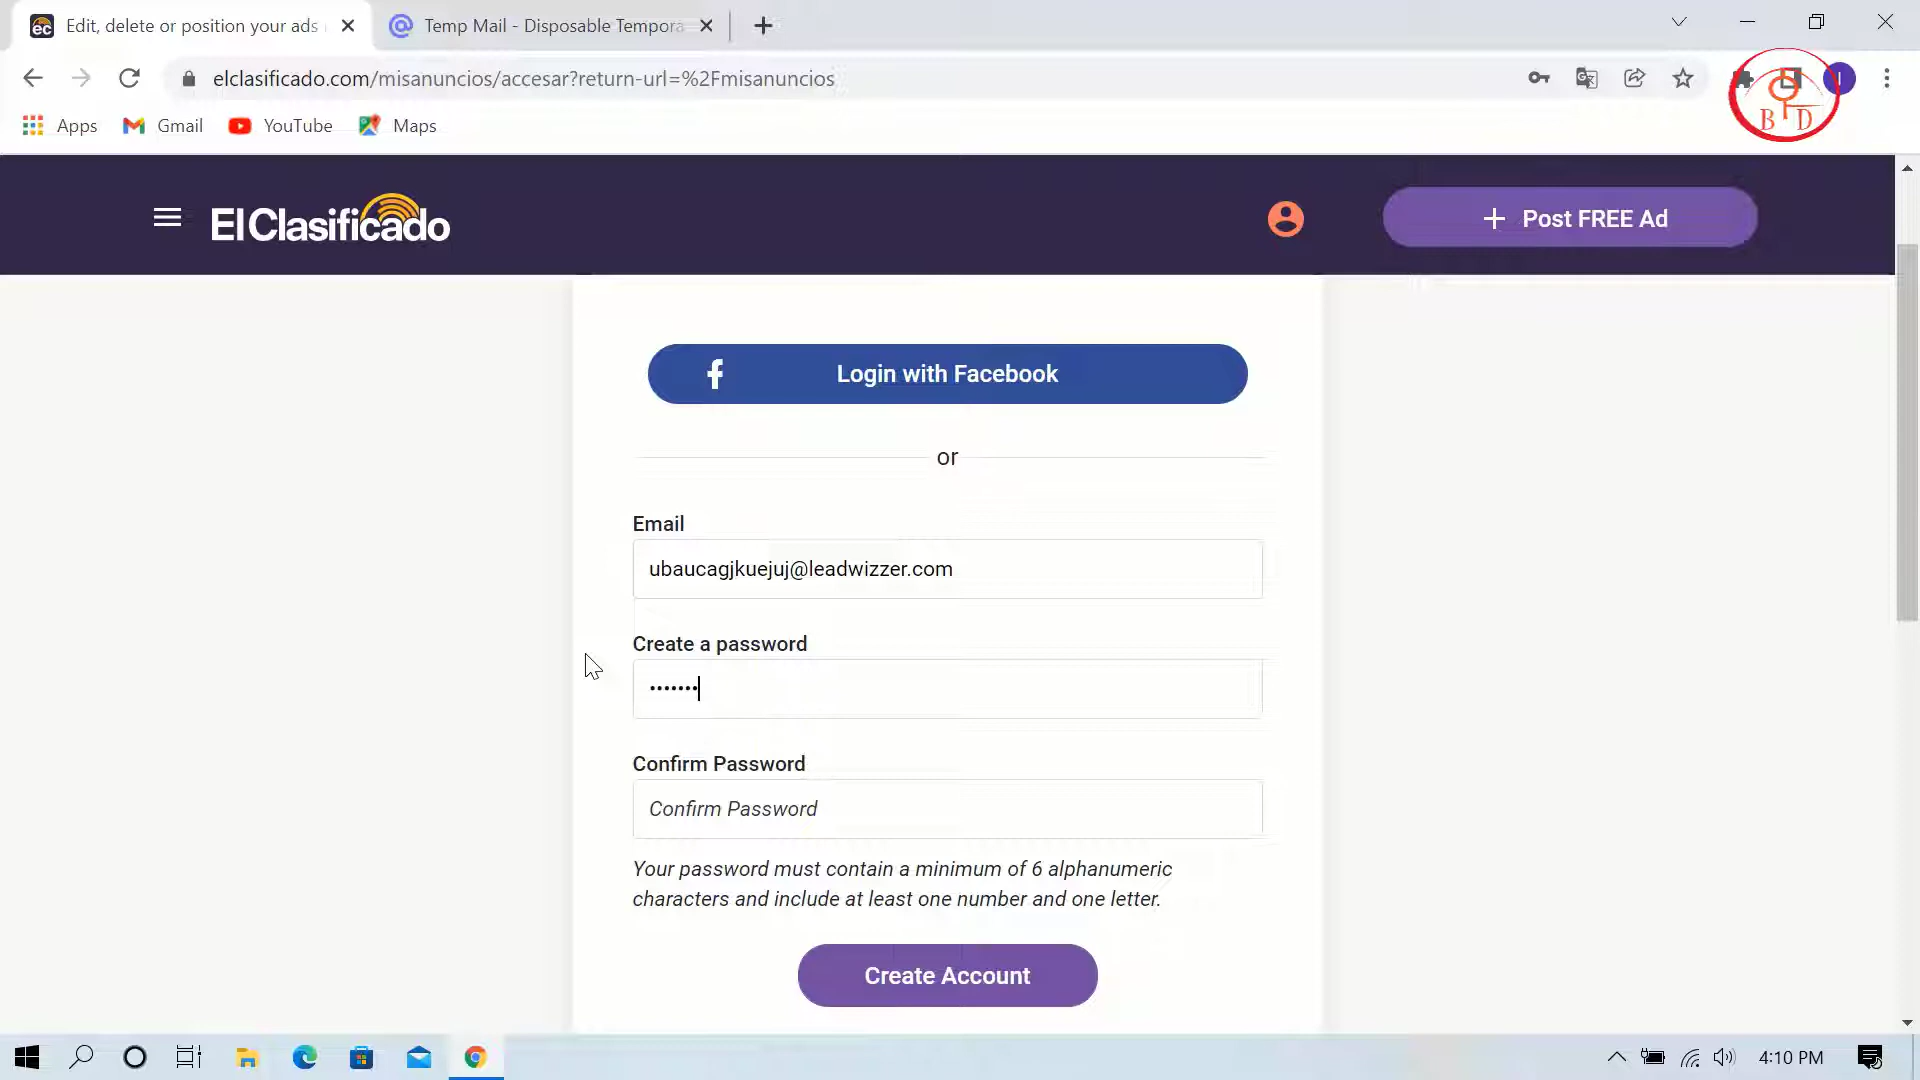 Edit, delete or position your ads
Temp Mail - Disposable Tempora
elclasificado.com/misanuncios/accesar?return-url=%2Fmisanuncios
Apps
Gmail
YouTube
Maps
B D
El Clasificado
+ Post FREE Ad
Login with Facebook
or
Email
ubaucagjkuejuj@leadwizzer.com
Create a password
•••••••
Confirm Password
Confirm Password
Your password must contain a minimum of 6 alphanumeric
characters and include at least one number and one letter.
Create Account
4:10 PM